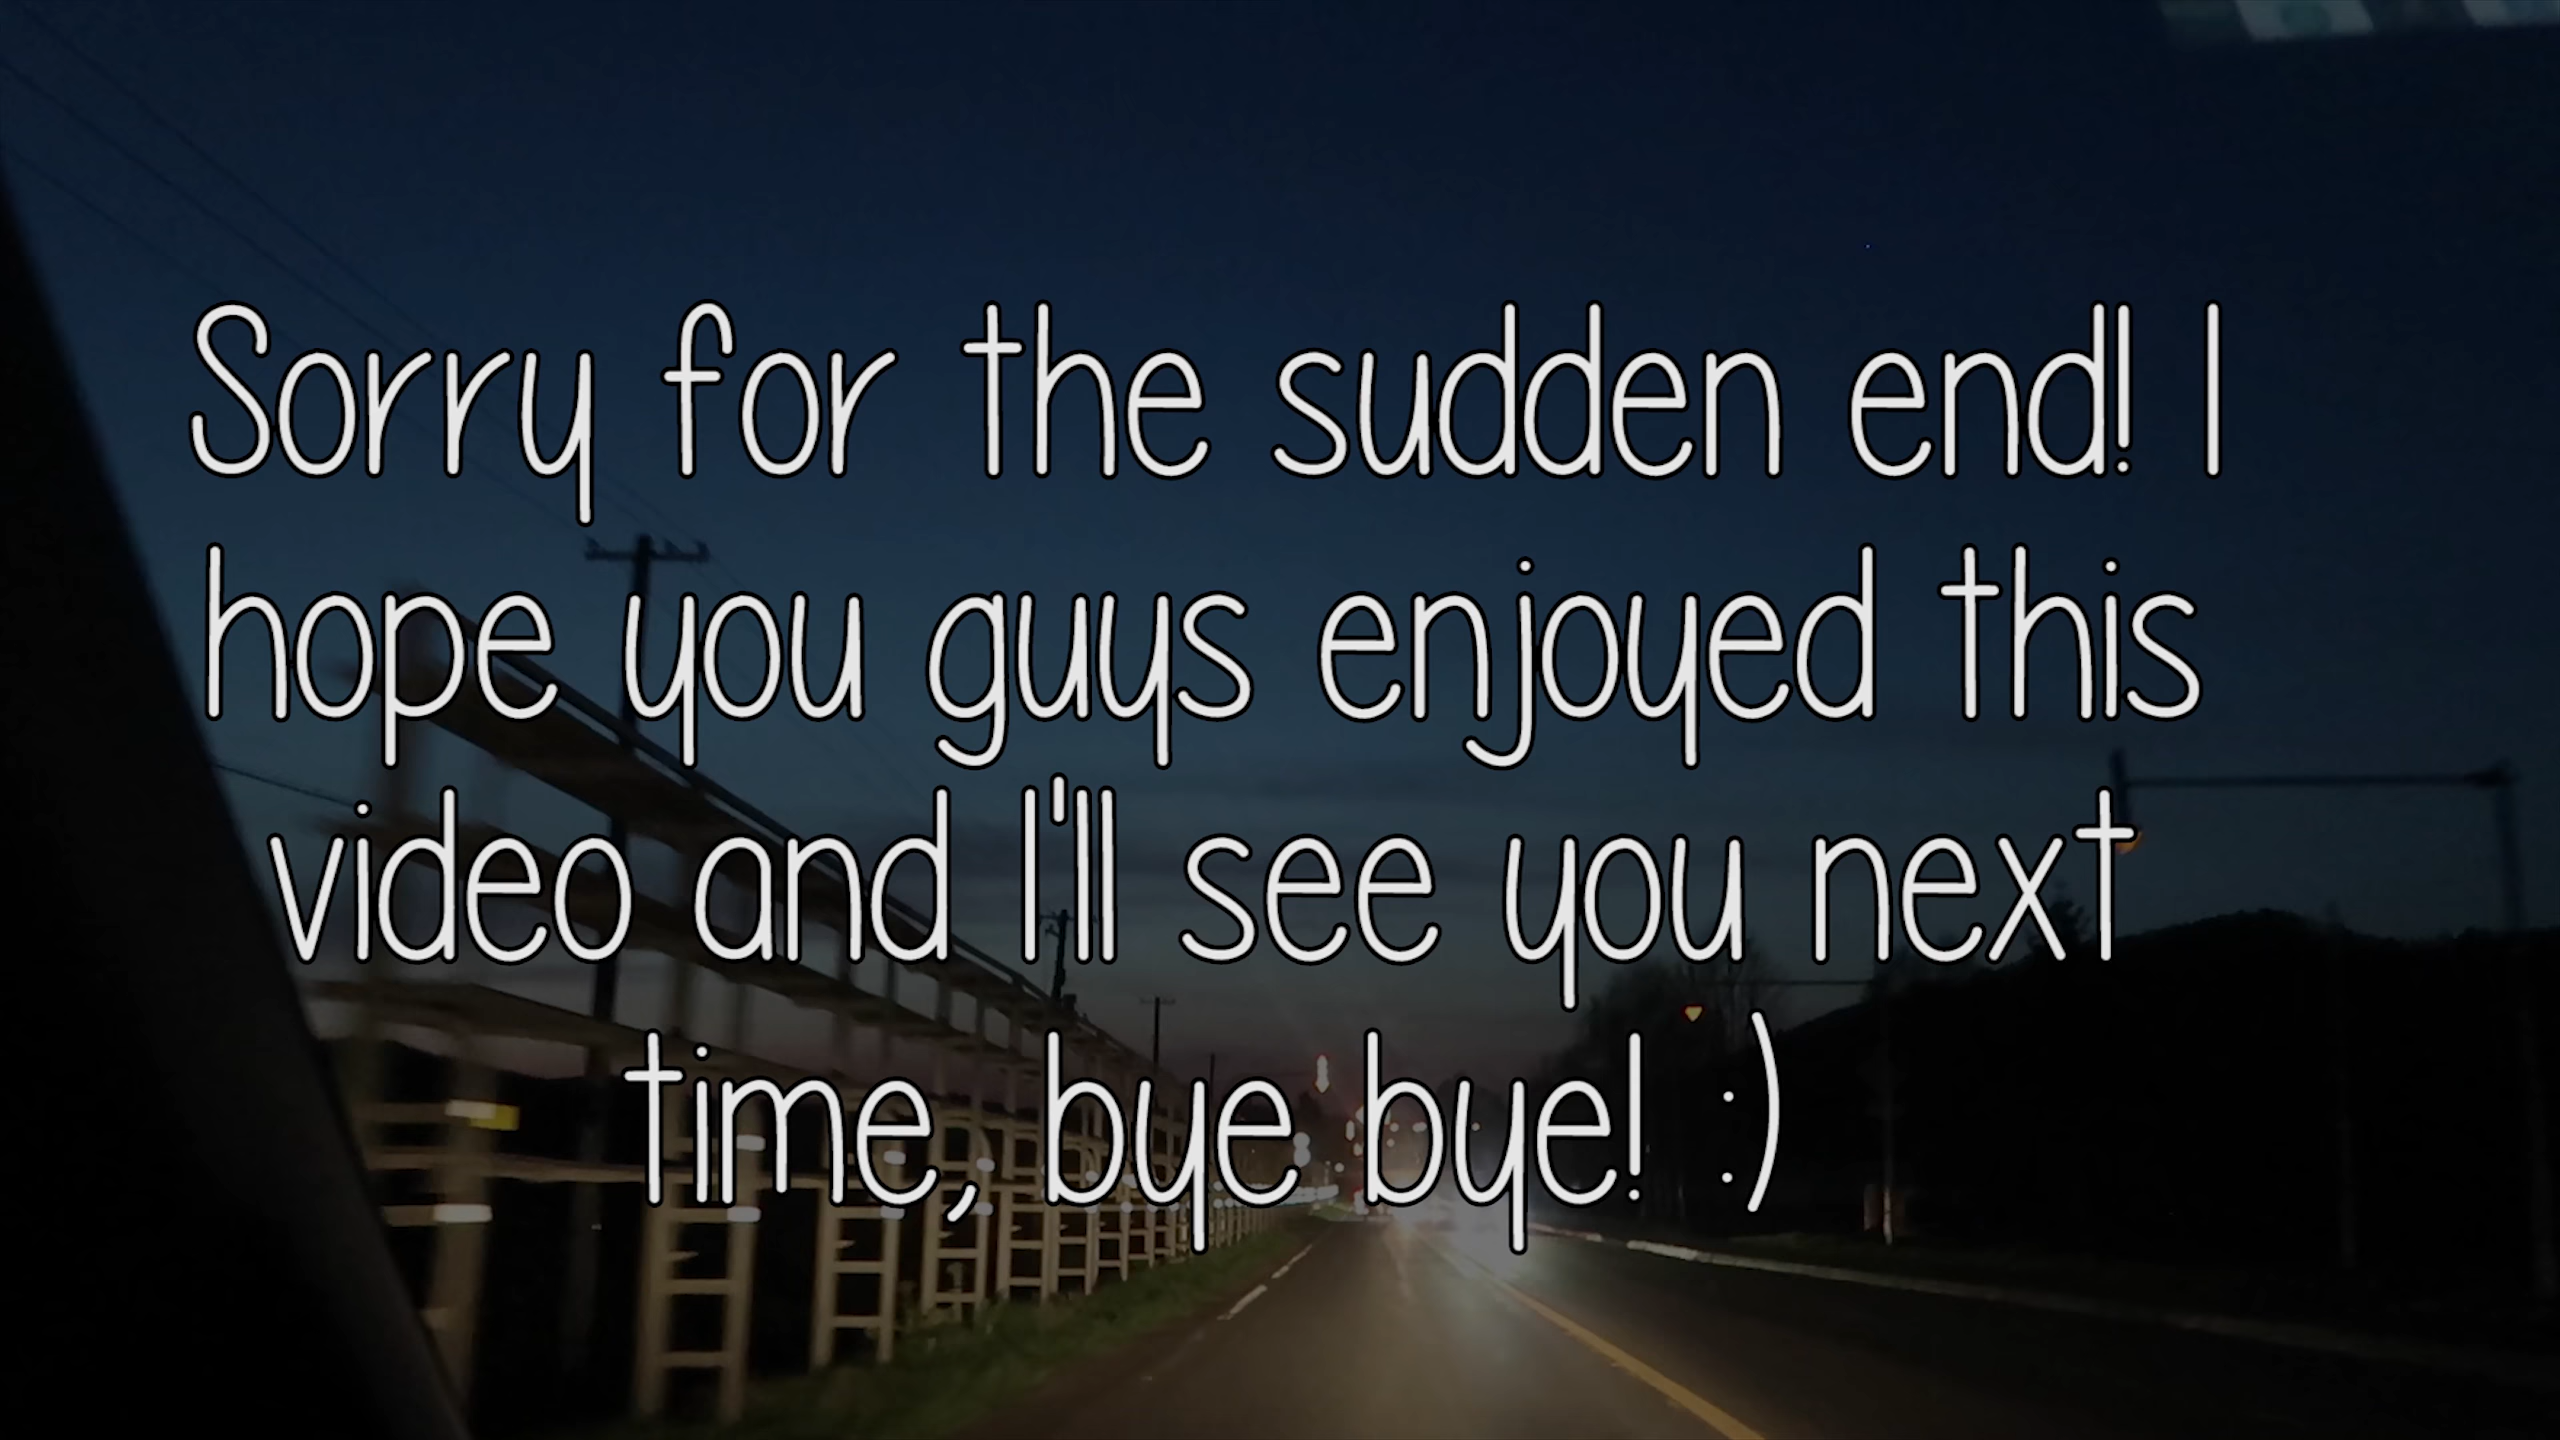 Sorry for the sudden end! I
hope you guys enjoyed this
video and I'll see you next
time, bye bye! :)